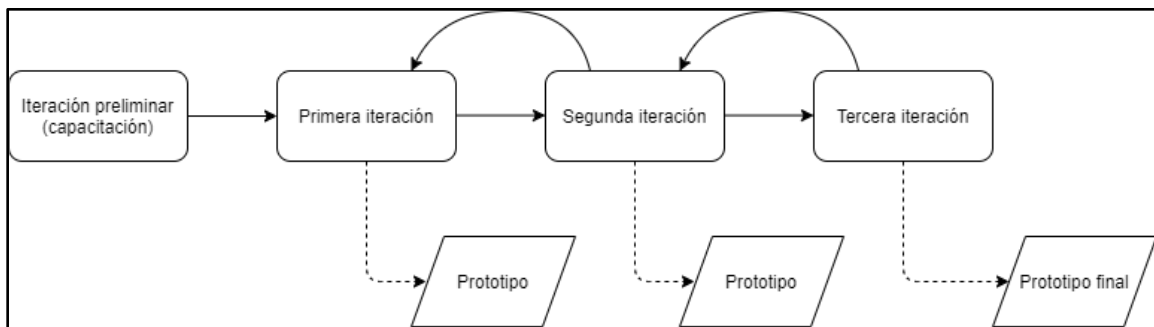 Iteración preliminar
(capacitación)
Primera iteración
Segunda iteración
Tercera iteración
Prototipo
Prototipo
Prototipo final